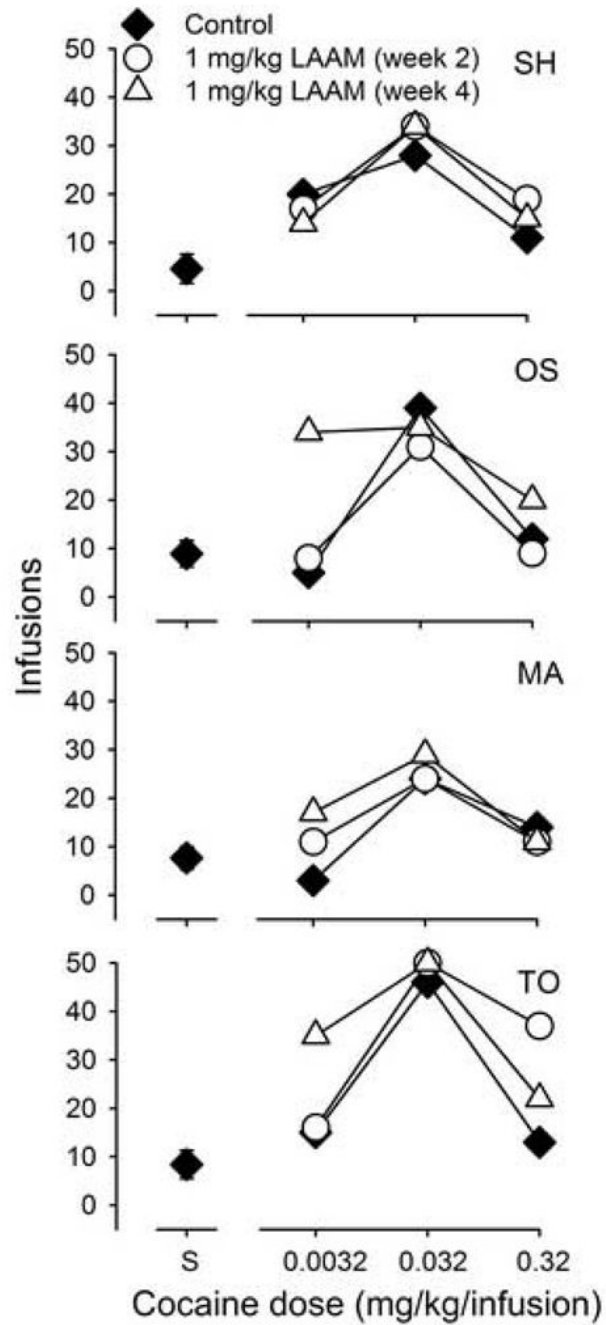 Control
1 mg/kg LAAM (week 2)
1 mg/kg LAAM (week 4)
SH
50
40
30
20
10
0
OS
50
40
30
20
10
0
MA
50
40
30
20
10
0
TO
50
40
30
20
10
0
Infusions
S 0.0032 0.032 0.32
Cocaine dose (mg/kg/infusion)